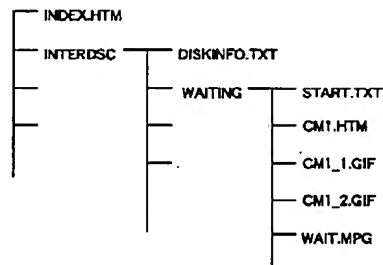 INDEX.HTM
INTERDSC DISKINFO.TXT
WAITING START.TXT
CM1.HTM
CM1_1.GIF
CM1_2.GIF
WAIT.MPG